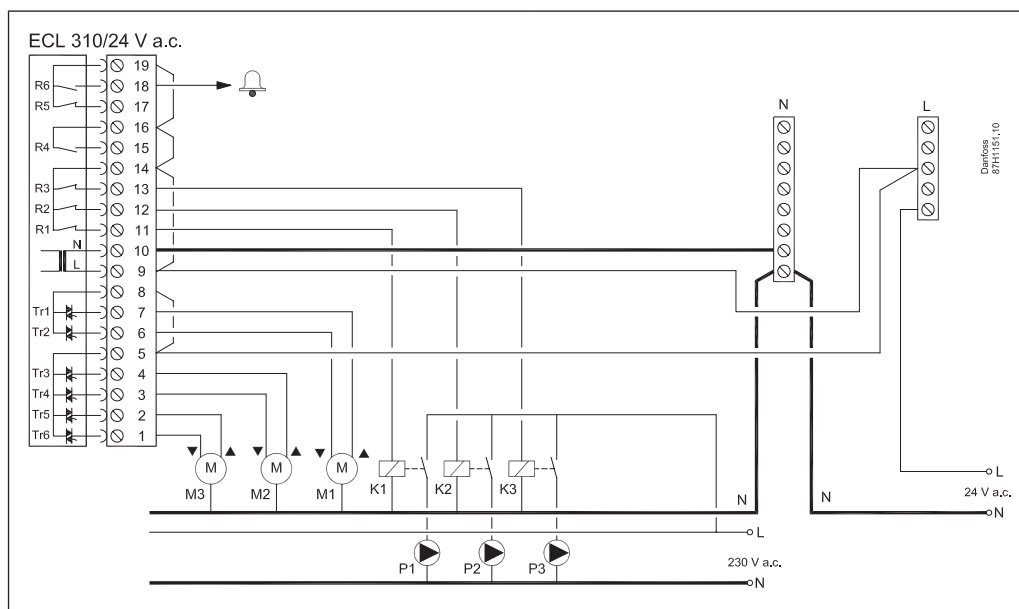 ECL 310/24 V a.c.
19
R6 18
R5 17
16
R4 15
14
R3 13
R2 12
R1 11
N 10
L 9
8
Tr1 7
Tr2 6
5
Tr3 4
Tr4 3
Tr5 2
Tr6 1
N
L
Danfoss
87H1151.10
M M M
M3 M2 M1 K1 K2 K3
N N
L
24 V a.c.
N
L
P1 P2 P3
230 V a.c.
N